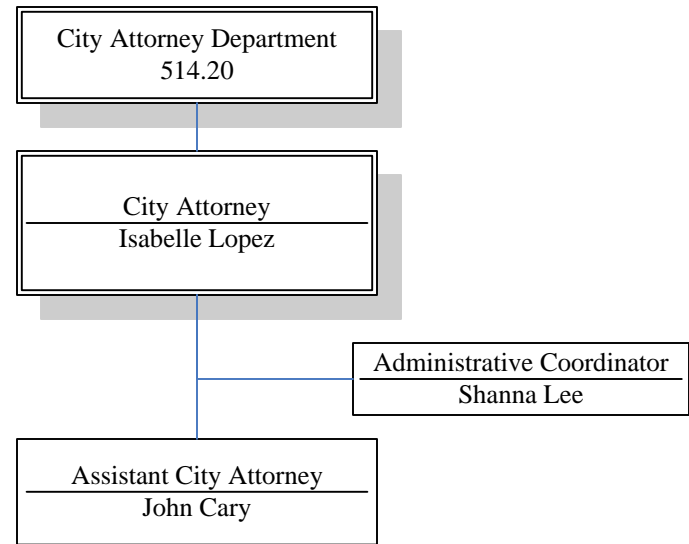 City Attorney Department
514.20
City Attorney
Isabelle Lopez
Administrative Coordinator
Shanna Lee
Assistant City Attorney
John Cary